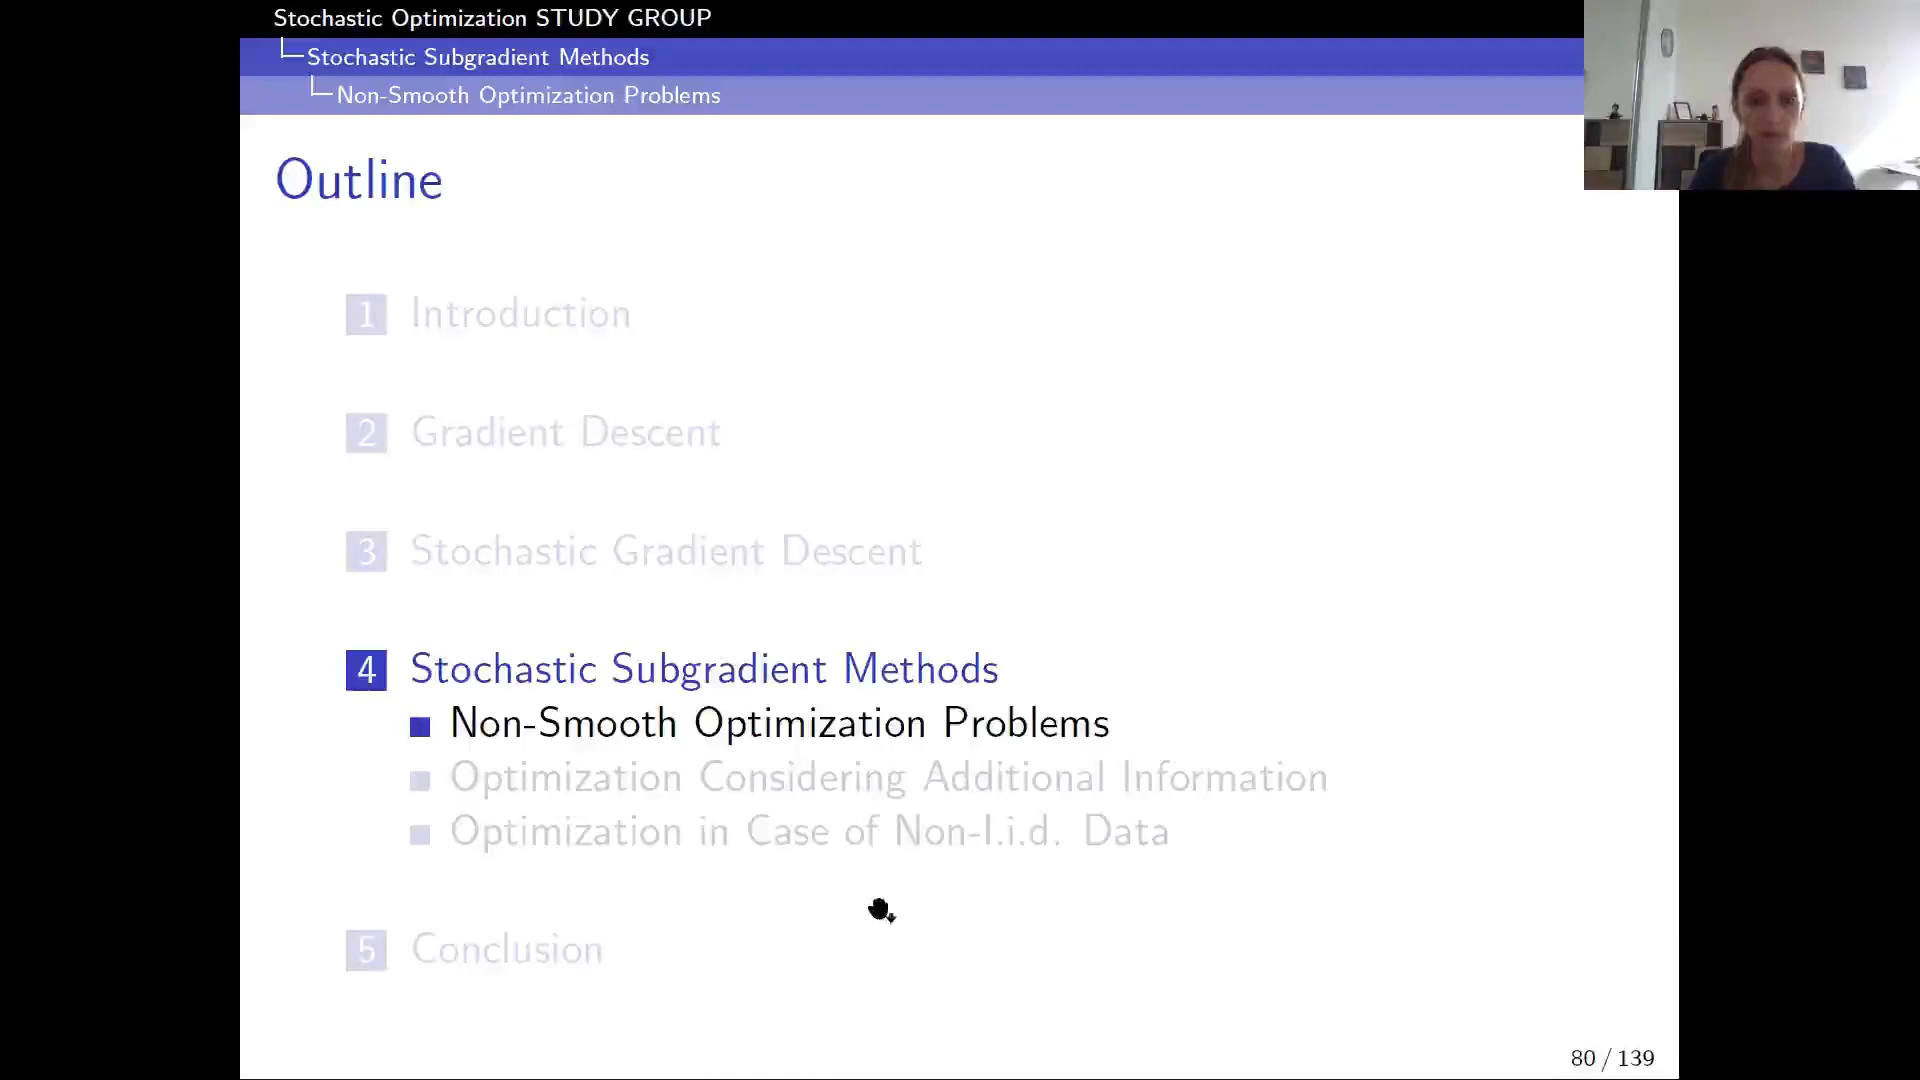 Stochastic Optimization STUDY GROUP
Stochastic Subgradient Methods
Non-Smooth Optimization Problems
Outline
1 Introduction
2 Gradient Descent
3 Stochastic Gradient Descent
4 Stochastic Subgradient Methods
Non-Smooth Optimization Problems
Optimization Considering Additional Information
Optimization in Case of Non-I.i.d. Data
5 Conclusion
80 / 139